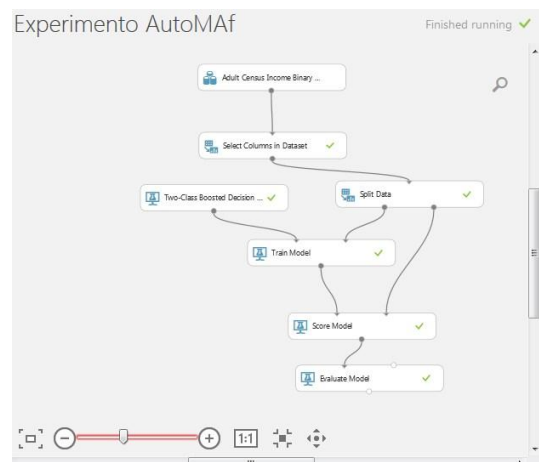 Experimento AutoMAf
Finished running
Adult Census Income Binary ...
Select Columns in Dataset
Two-Class Boosted Decision ...
Split Data
Train Model
Score Model
Evaluate Model
1:1